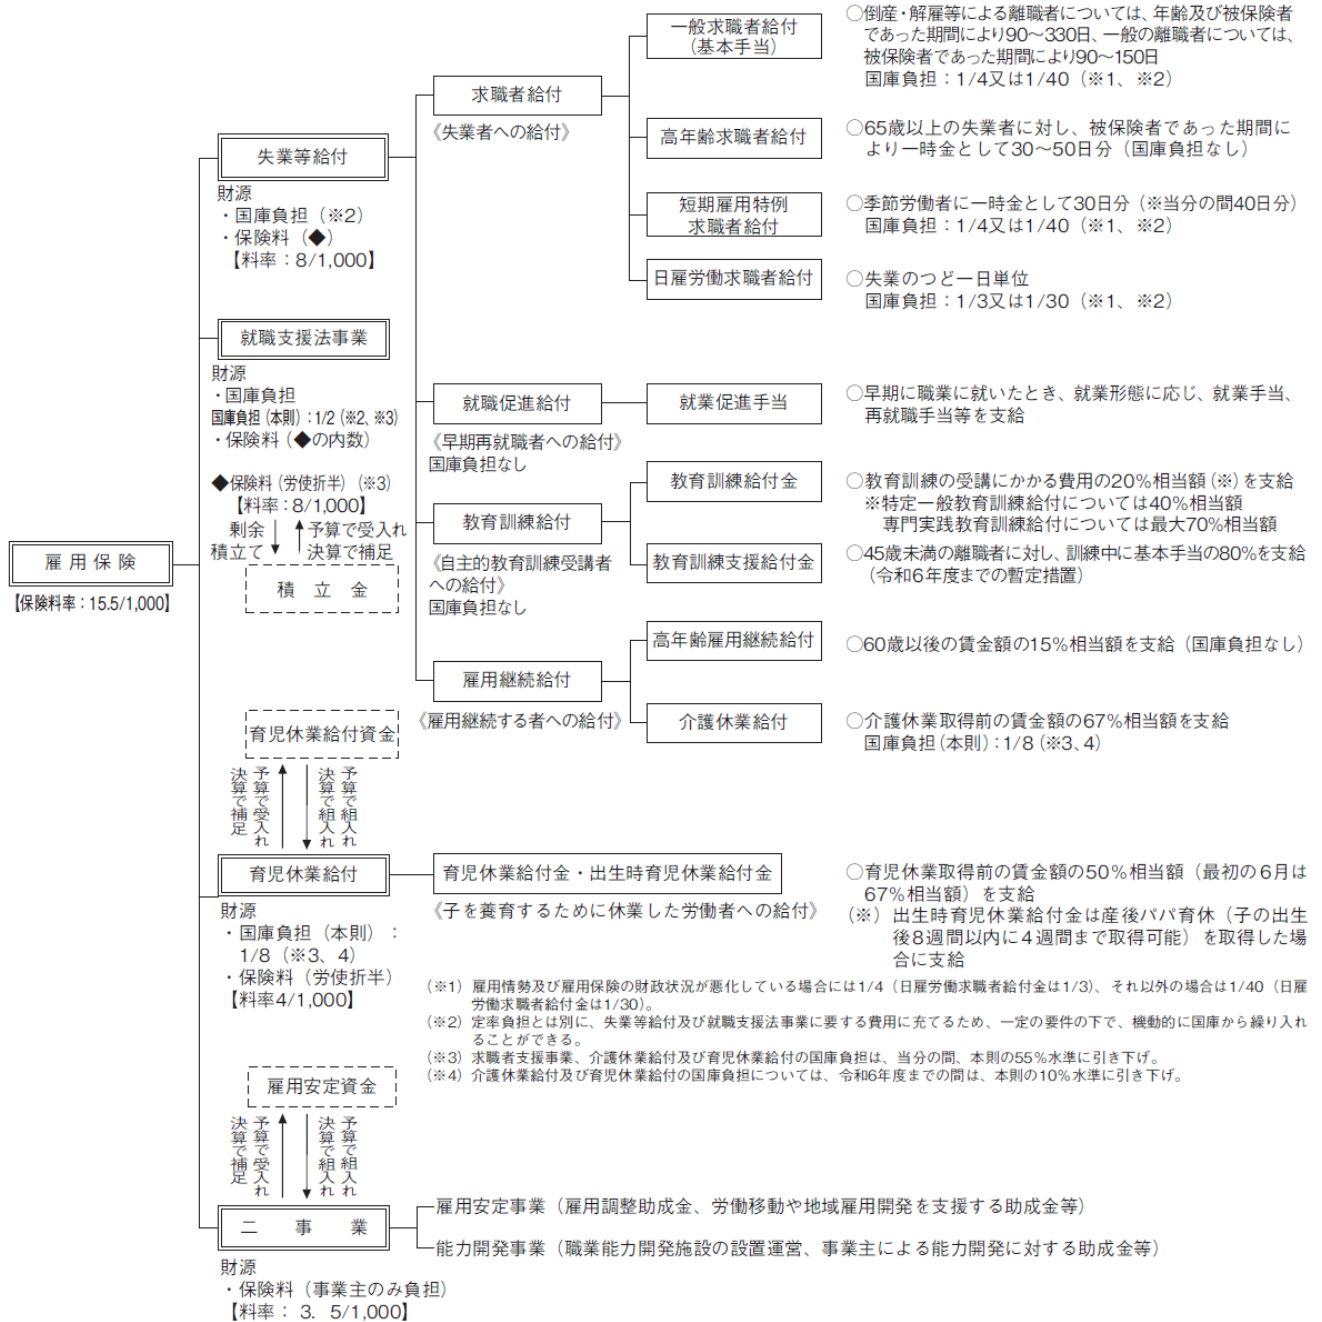 雇用保険
【保険料率：15.5/1,000】
失業等給付
財源
・国庫負担（※2）
・保険料（◆）
【料率：8/1,000】
就職支援法事業
財源
・国庫負担
国庫負担（本則）：1/2（※2、※3）
・保険料（◆の内数）
◆保険料（労使折半）（※3）
【料率：8/1,000】
剰余
積立て
予算で受入れ
決算で補足
積立金
育児休業給付資金
予算で受入れ
決算で補足
予算で組入れ
決算で組入れ
育児休業給付
財源
・国庫負担（本則）：
1/8（※3、4）
・保険料（労使折半）
【料率4/1,000】
雇用安定資金
予算で受入れ
決算で補足
予算で組入れ
決算で組入れ
二事業
財源
・保険料（事業主のみ負担）
【料率： 3．5/1,000】
求職者給付
《失業者への給付》
一般求職者給付
（基本手当）
○倒産・解雇等による離職者については、年齢及び被保険者
であった期間により90～330日、一般の離職者については、
被保険者であった期間により90～150日
国庫負担：1/4又は1/40（※1、※2）
高年齢求職者給付
○65歳以上の失業者に対し、被保険者であった期間に
より一時金として30～50日分（国庫負担なし）
短期雇用特例
求職者給付
○季節労働者に一時金として30日分（※当分の間40日分）
国庫負担：1/4又は1/40（※1、※2）
日雇労働求職者給付
○失業のつど一日単位
国庫負担：1/3又は1/30（※1、※2）
就職促進給付
《早期再就職者への給付》
国庫負担なし
就業促進手当
○早期に職業に就いたとき、就業形態に応じ、就業手当、
再就職手当等を支給
教育訓練給付
《自主的教育訓練受講者
への給付》
国庫負担なし
教育訓練給付金
○教育訓練の受講にかかる費用の20％相当額（※）を支給
※特定一般教育訓練給付については40％相当額
専門実践教育訓練給付については最大70％相当額
教育訓練支援給付金
○45歳未満の離職者に対し、訓練中に基本手当の80％を支給
（令和6年度までの暫定措置）
雇用継続給付
《雇用継続する者への給付》
高年齢雇用継続給付
○60歳以後の賃金額の15％相当額を支給（国庫負担なし）
介護休業給付
○介護休業取得前の賃金額の67％相当額を支給
国庫負担（本則）：1/8（※3、4）
育児休業給付金・出生時育児休業給付金
《子を養育するために休業した労働者への給付》
○育児休業取得前の賃金額の50％相当額（最初の6月は
67％相当額）を支給
（※）出生時育児休業給付金は産後パパ育休（子の出生
後8週間以内に4週間まで取得可能）を取得した場
合に支給
（※1）雇用情勢及び雇用保険の財政状況が悪化している場合には1/4（日雇労働求職者給付金は1/3）、それ以外の場合は1/40（日雇
労働求職者給付金は1/30）。
（※2）定率負担とは別に、失業等給付及び就職支援法事業に要する費用に充てるため、一定の要件の下で、機動的に国庫から繰り入れ
ることができる。
（※3）求職者支援事業、介護休業給付及び育児休業給付の国庫負担は、当分の間、本則の55％水準に引き下げ。
（※4）介護休業給付及び育児休業給付の国庫負担については、令和6年度までの間は、本則の10％水準に引き下げ。
雇用安定事業（雇用調整助成金、労働移動や地域雇用開発を支援する助成金等）
能力開発事業（職業能力開発施設の設置運営、事業主による能力開発に対する助成金等）